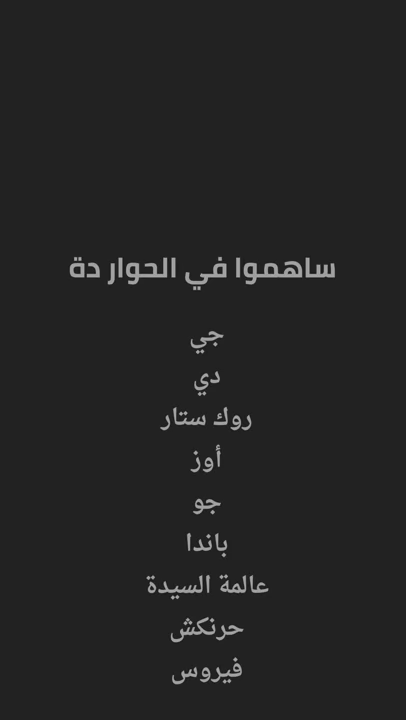 ساهموا في الحوار دة
جي
دي
روك ستار
أوز
جو
باندا
عالمة السيدة
حرنكش
فيروس